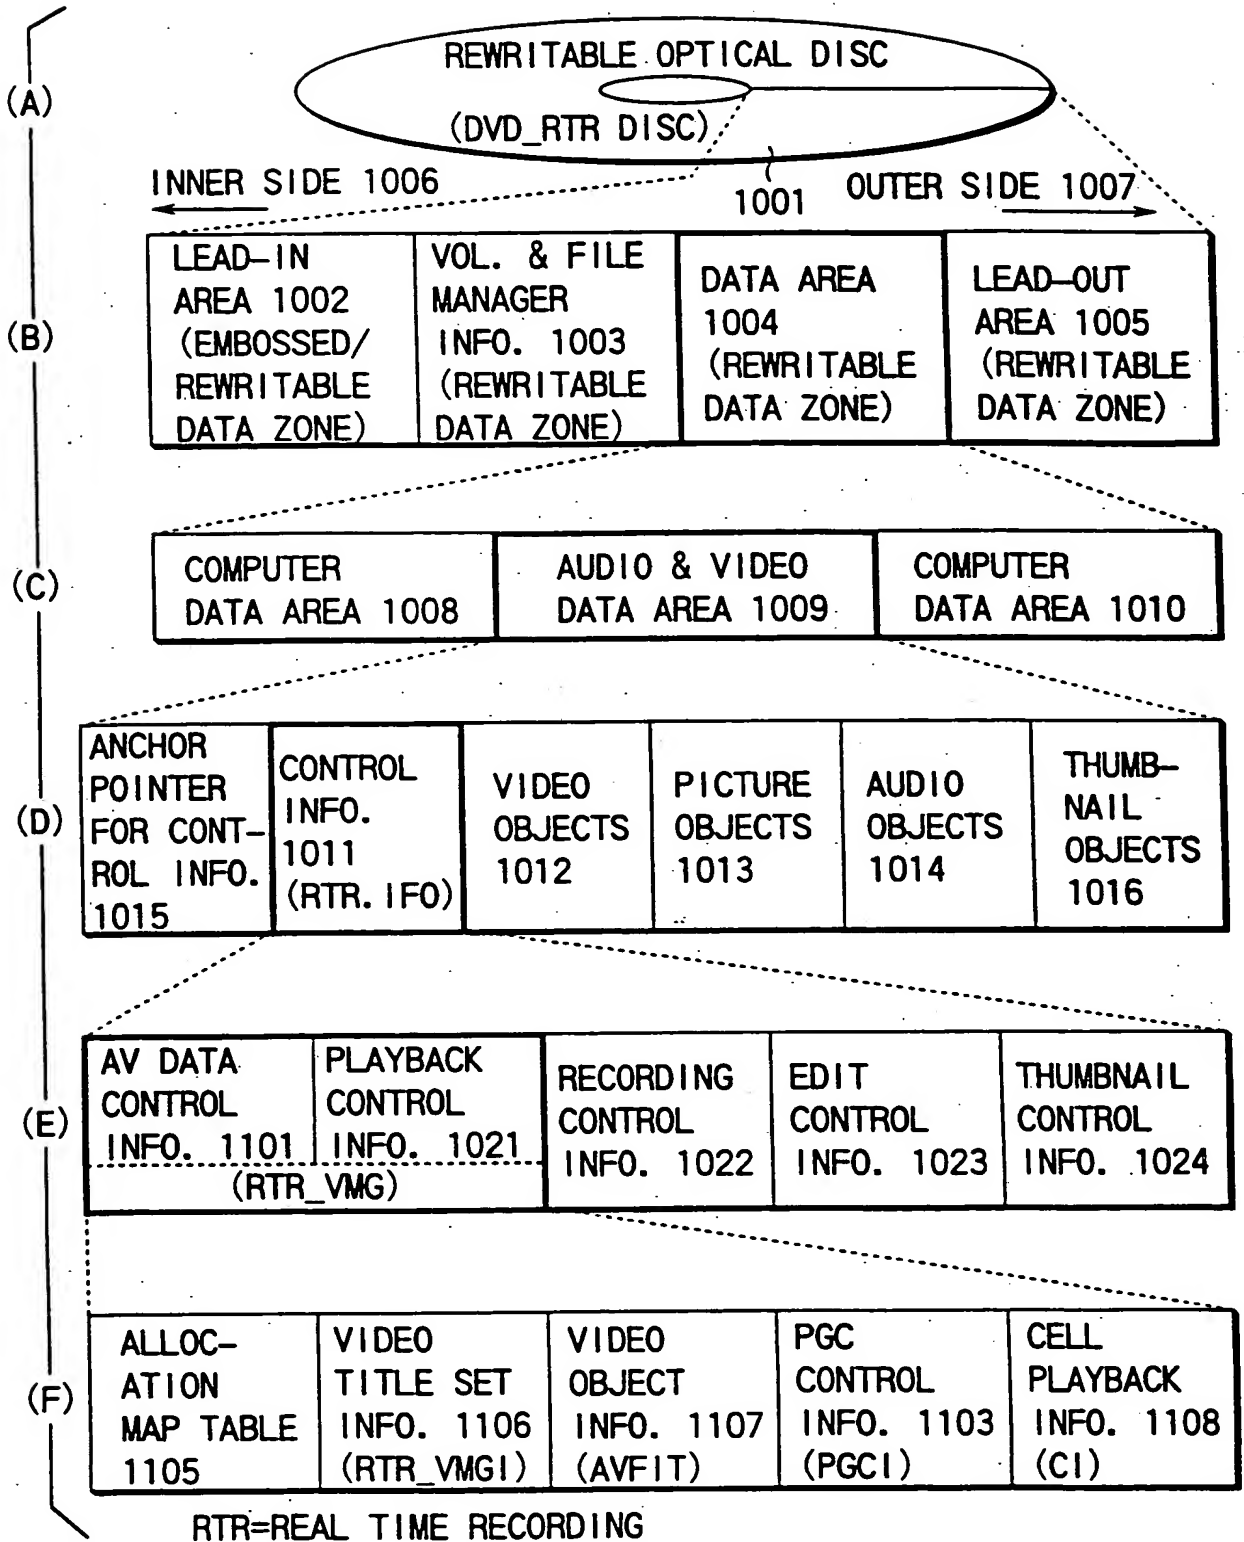 (A)
REWRITABLE OPTICAL DISC
(DVD_RTR DISC)
INNER SIDE 1006
1001
OUTER SIDE 1007
(B)
LEAD-IN
AREA 1002
(EMBOSSED/
REWRITABLE
DATA ZONE)
VOL. & FILE
MANAGER
INFO. 1003
(REWRITABLE
DATA ZONE)
DATA AREA
1004
(REWRITABLE
DATA ZONE)
LEAD-OUT
AREA 1005
(REWRITABLE
DATA ZONE)
(C)
COMPUTER
DATA AREA 1008
AUDIO & VIDEO
DATA AREA 1009
COMPUTER
DATA AREA 1010
(D)
ANCHOR
POINTER
FOR CONT-
ROL INFO.
1015
CONTROL
INFO.
1011
(RTR.IFO)
VIDEO
OBJECTS
1012
PICTURE
OBJECTS
1013
AUDIO
OBJECTS
1014
THUMB-
NAIL
OBJECTS
1016
(E)
AV DATA
CONTROL
INFO. 1101
PLAYBACK
CONTROL
INFO. 1021
(RTR_VMG)
RECORDING
CONTROL
INFO. 1022
EDIT
CONTROL
INFO. 1023
THUMBNAIL
CONTROL
INFO. 1024
(F)
ALLOC-
ATION
MAP TABLE
1105
VIDEO
TITLE SET
INFO. 1106
(RTR_VMGI)
VIDEO
OBJECT
INFO. 1107
(AVFIT)
PGC
CONTROL
INFO. 1103
(PGCI)
CELL
PLAYBACK
INFO. 1108
(CI)
RTR=REAL TIME RECORDING